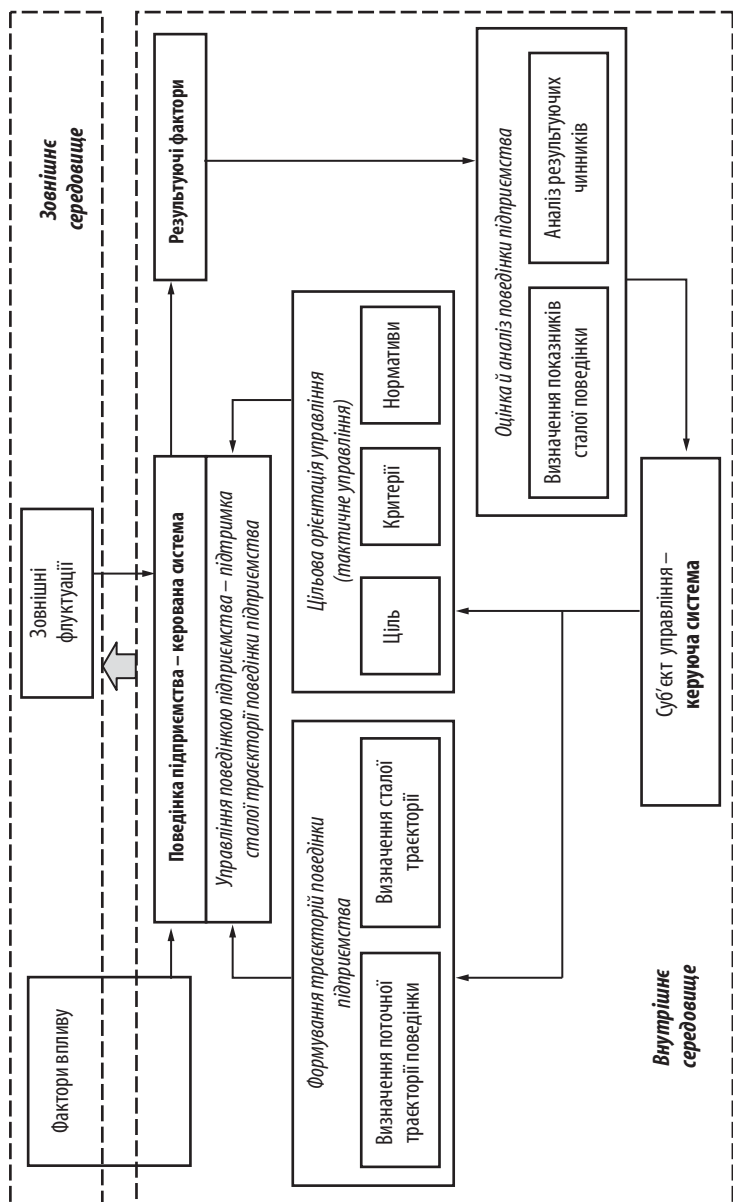 Зовнішнє
середовище
Фактори впливу
Зовнішні
флуктуації
Поведінка підприємства – керована система
Управління поведінкою підприємства – підтримка
сталої траєкторії поведінки підприємства
Результуючі фактори
Формування траєкторій поведінки
підприємства
Визначення поточної
траєкторії поведінки
Визначення сталої
траєкторії
Цільова орієнтація управління
(тактичне управління)
Ціль
Критерії
Нормативи
Оцінка й аналіз поведінки підприємства
Визначення показників
сталої поведінки
Аналіз результуючих
чинників
Суб’єкт управління –
керуюча система
Внутрішнє
середовище